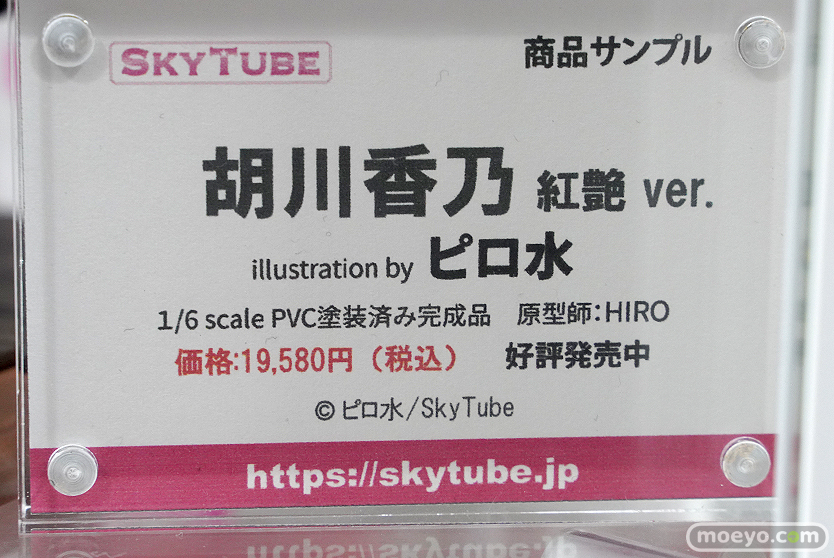 SKYTUBE
商品サンプル
胡川香乃 紅艶 ver.
illustration by ピロ水
1/6 scale PVC塗装済み完成品 原型師:HIRO
価格:19,580円（税込） 好評発売中
©ピロ水/SkyTube
https://skytube.jp
moeyo.com